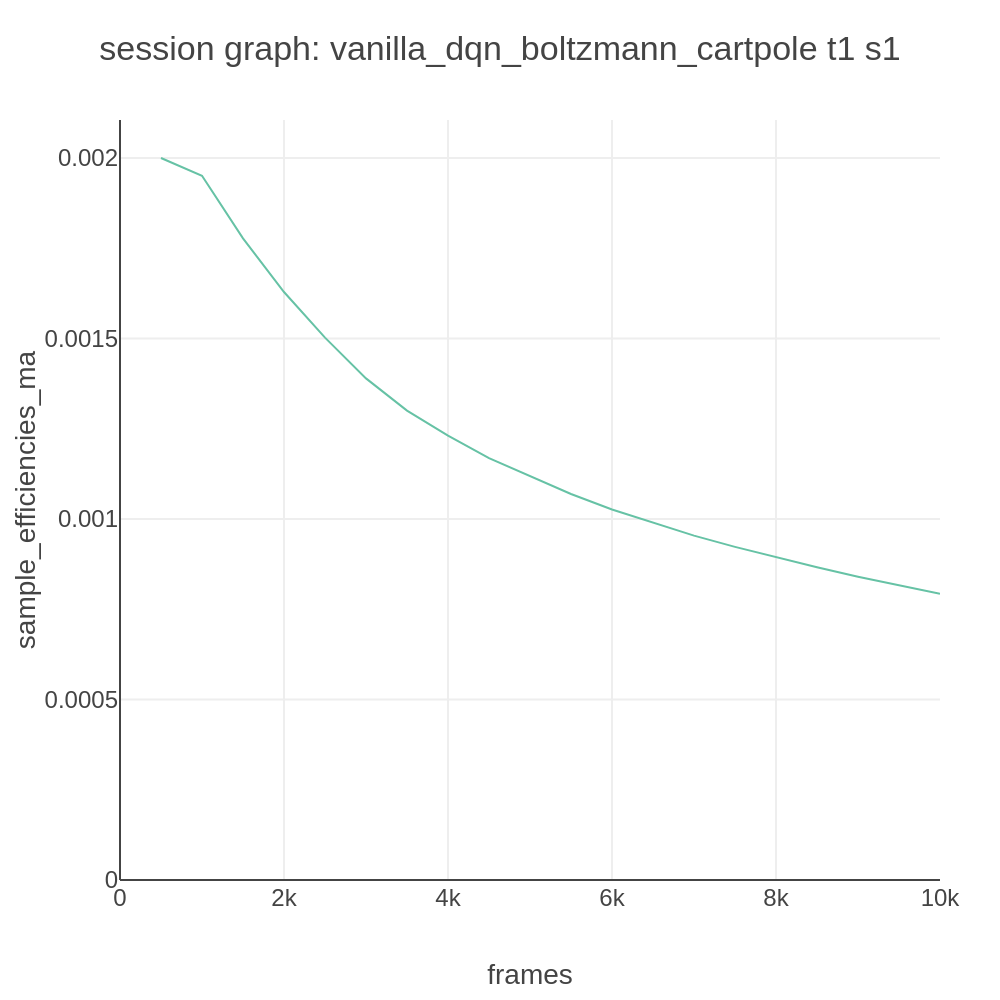 session graph: vanilla_dqn_boltzmann_cartpole t1 s1
sample_efficiencies_ma
0.002
0.0015
0.001
0.0005
0
0 2k 4k 6k 8k 10k
frames